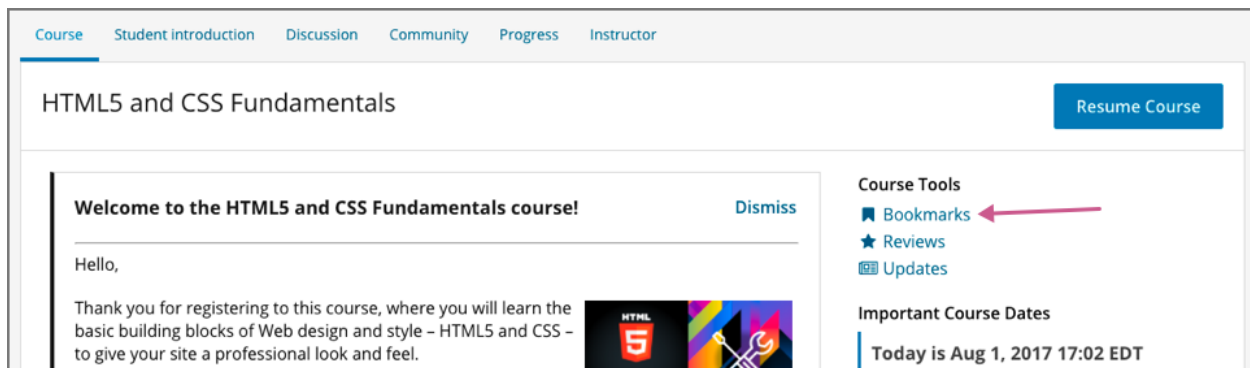 Course Student introduction Discussion Community Progress Instructor
HTML5 and CSS Fundamentals
Resume Course
Welcome to the HTML5 and CSS Fundamentals course!
Dismiss
Hello,
Thank you for registering to this course, where you will learn the
basic building blocks of Web design and style – HTML5 and CSS –
to give your site a professional look and feel.
HTML
5
Course Tools
Bookmarks
Reviews
Updates
Important Course Dates
Today is Aug 1, 2017 17:02 EDT